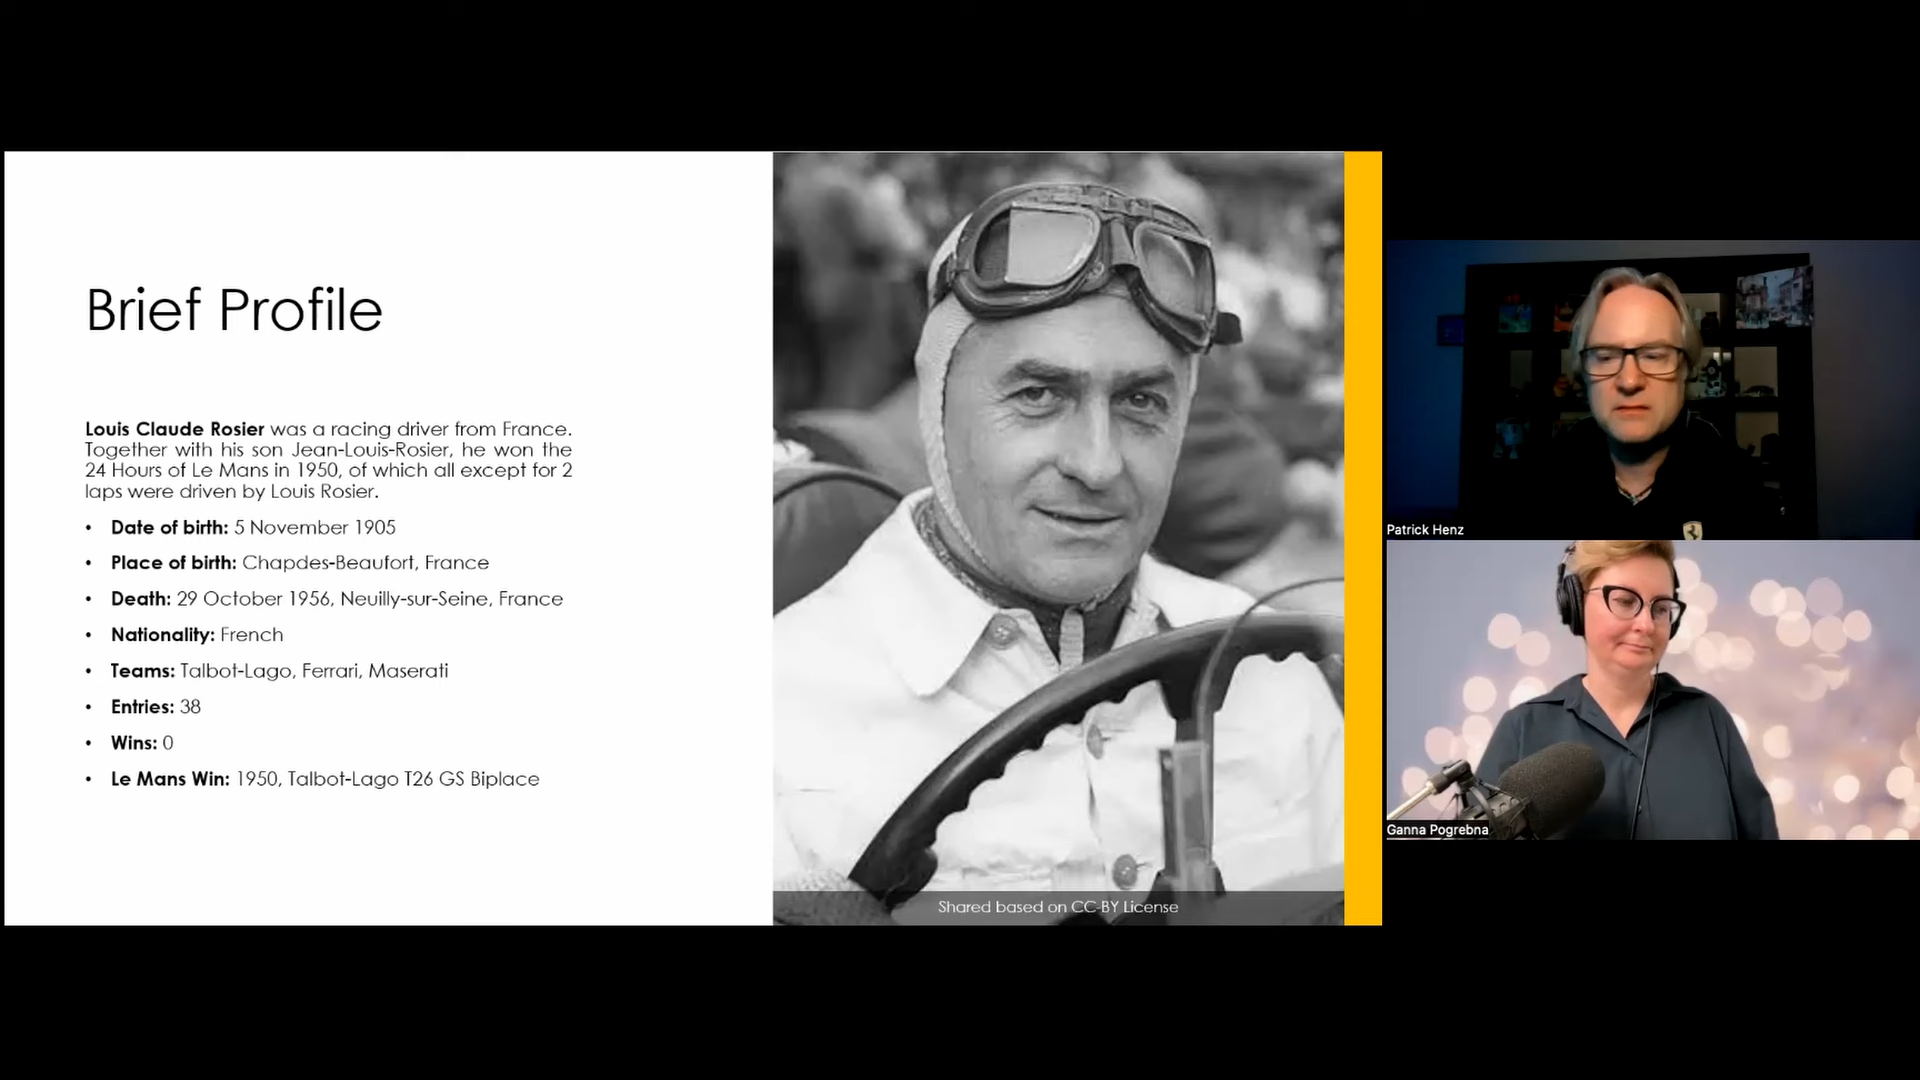 Brief Profile
Louis Claude Rosier was a racing driver from France.
Together with his son Jean-Louis-Rosier, he won the
24 Hours of Le Mans in 1950, of which all except for 2
laps were driven by Louis Rosier.
• Date of birth: 5 November 1905
• Place of birth: Chapdes-Beaufort, France
• Death: 29 October 1956, Neuilly-sur-Seine, France
• Nationality: French
• Teams: Talbot-Lago, Ferrari, Maserati
• Entries: 38
• Wins: 0
• Le Mans Win: 1950, Talbot-Lago T26 GS Biplace
Shared based on CC-BY License
Patrick Henz
Ganna Pogrebna